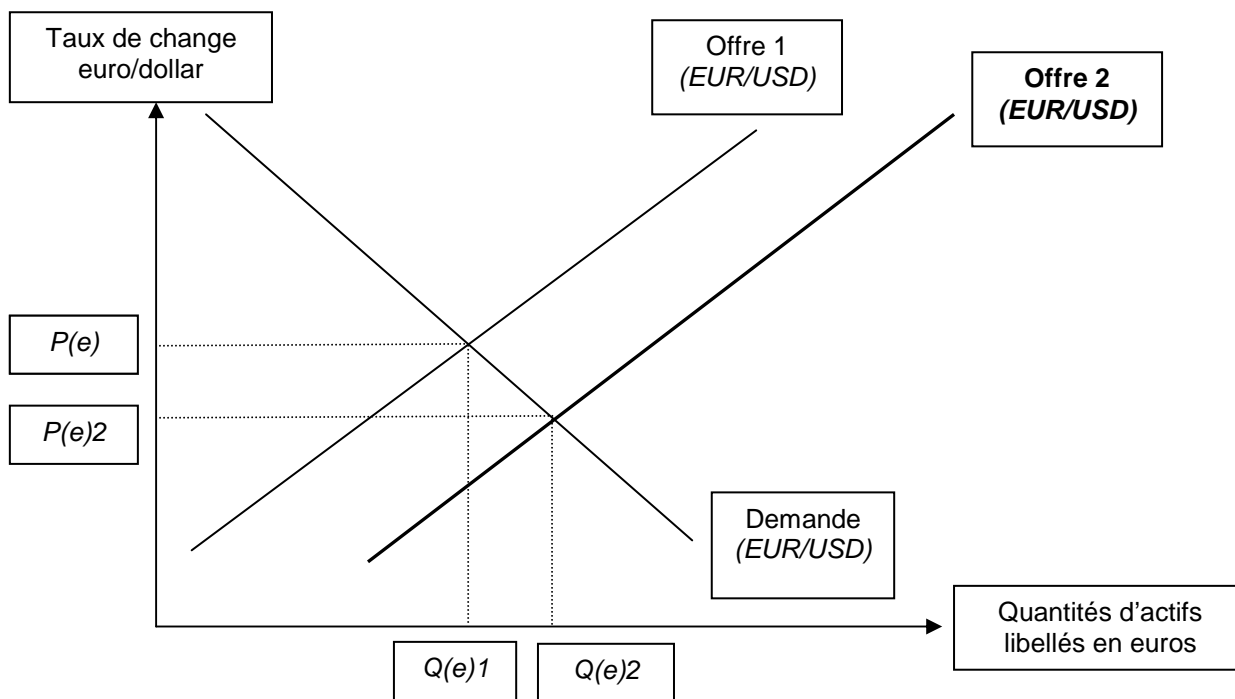 Taux de change
euro/dollar
Offre 1
(EUR/USD)
Offre 2
(EUR/USD)
P(e)
P(e)2
Demande
(EUR/USD)
Quantités d’actifs
libellés en euros
Q(e)1
Q(e)2